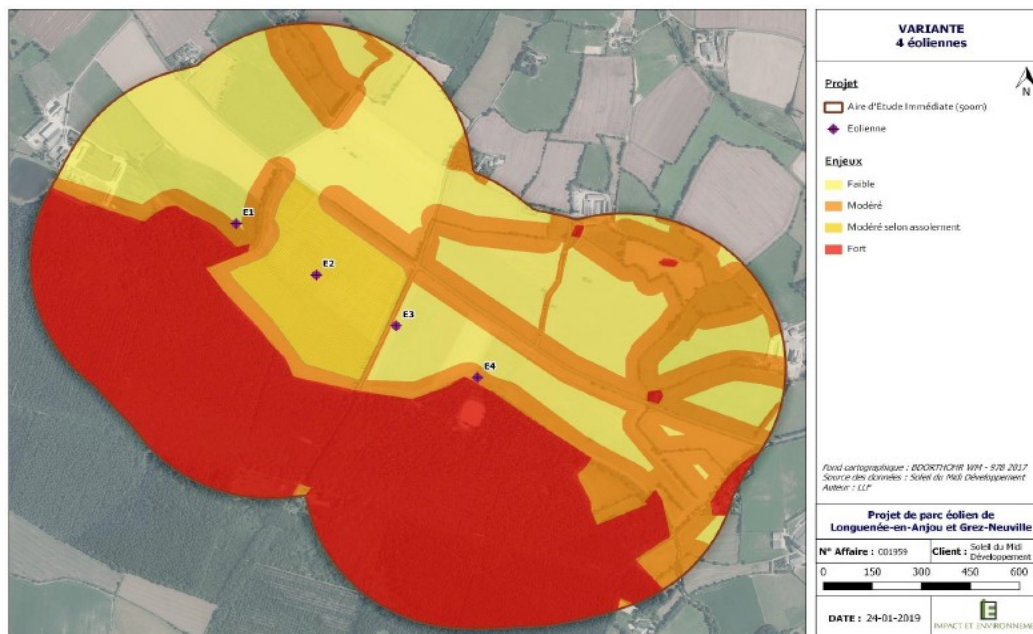 VARIANTE
4 éoliennes
Projet
N
Aire d'Etude Immédiate (500m)
Eolienne
Enjeux
Faible
Modéré
Modéré selon assolement
Fort
E1
E2
E3
E4
Fond cartographique : BDORTHOHR WM - 978 2017
Source des données : Soleil du Midi Développement
Auteur : LLF
Projet de parc éolien de
Longuenée-en-Anjou et Grez-Neuville
N° Affaire : C01959
Client : Soleil du Midi
Développement
0 150 300 450 600
DATE : 24-01-2019
IMPACT ET ENVIRONNEMENT